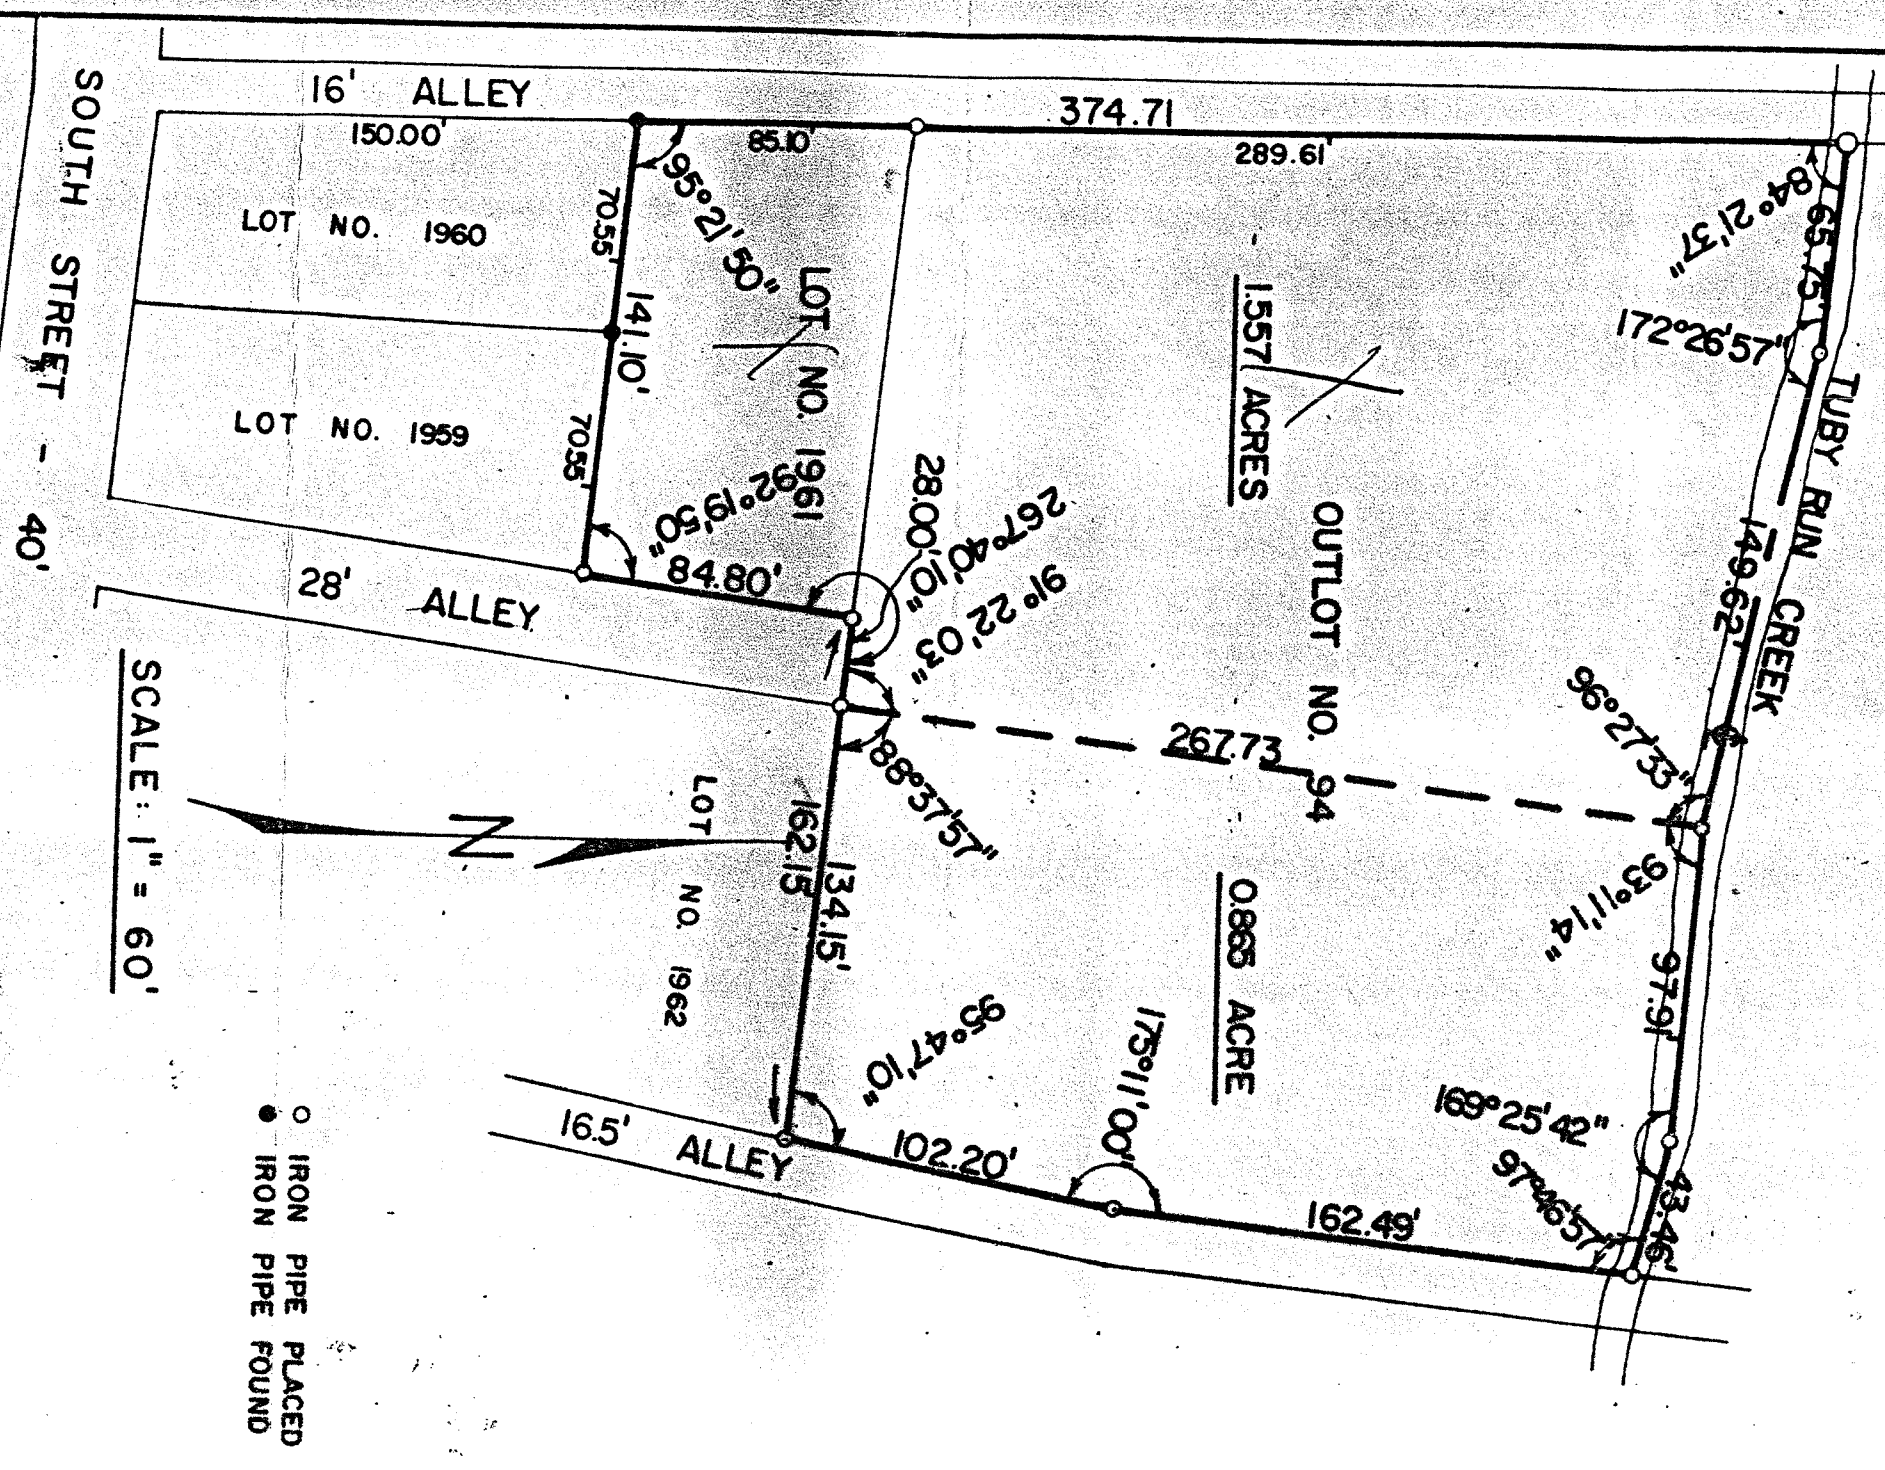 16' ALLEY
374.71
150.00'
85.10'
289.61'
SOUTH STREET - 40'
LOT NO. 1960
70.55'
95°21'50"
84°21'37"
65.75'
141.10'
LOT NO. 1961
1.557 ACRES
172°26'57"
TUBY RUN CREEK
LOT NO. 1959
70.55'
92°19'50"
28.00'
267°40'10"
OUTLOT NO. 94
149.62'
28' ALLEY
84.80'
91°22'03"
96°27'33"
267.73
88°37'57"
SCALE: 1" = 60'
N
LOT NO. 1962
162.15'
134.15'
0.865 ACRE
93°11'14"
97.91'
95°47'10"
175°11'00"
169°25'42"
16.5' ALLEY
102.20'
162.49'
97°46'57"
43.46'
IRON PIPE PLACED
IRON PIPE FOUND